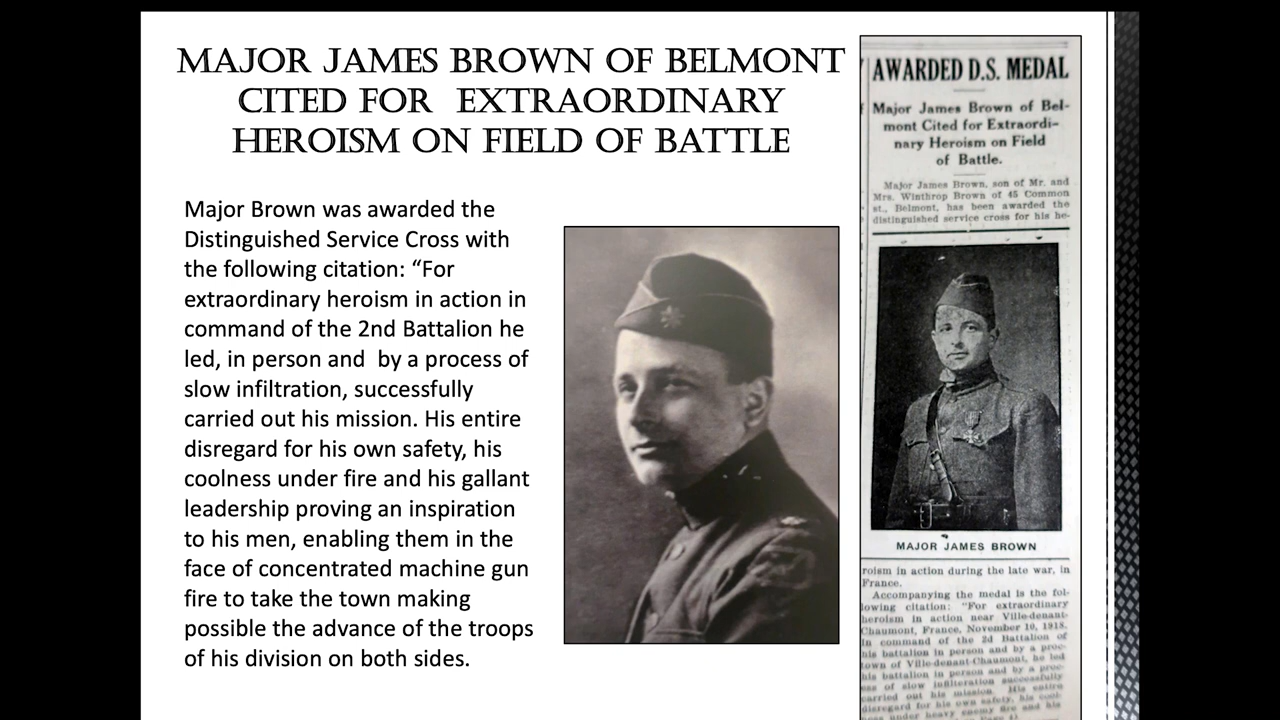 MAJOR JAMES BROWN OF BELMONT
CITED FOR EXTRAORDINARY
HEROISM ON FIELD OF BATTLE
Major Brown was awarded the
Distinguished Service Cross with
the following citation: “For
extraordinary heroism in action in
command of the 2nd Battalion he
led, in person and by a process of
slow infiltration, successfully
carried out his mission. His entire
disregard for his own safety, his
coolness under fire and his gallant
leadership proving an inspiration
to his men, enabling them in the
face of concentrated machine gun
fire to take the town making
possible the advance of the troops
of his division on both sides.
AWARDED D.S. MEDAL
Major James Brown of Bel-
mont Cited for Extraordi-
nary Heroism on Field
of Battle.
Major James Brown, son of Mr. and
Mrs. Winthrop Brown of 45 Common
st., Belmont, has been awarded the
distinguished service cross for his he-
MAJOR JAMES BROWN
roism in action during the late war, in
France.
Accompanying the medal is the fol-
lowing citation: "For extraordinary
heroism in action near Ville-denant-
Chaumont, France, November 10, 1918.
In command of the 2d Battalion of
his battalion in person and by a proc-
town of Ville-denant-Chaumont, he led
his battalion in person and by a proc-
ess of slow infiliteration successfully
carried out his mission. His entire
disregard for his own safety, his cool-
ness under heavy enemy fire and his